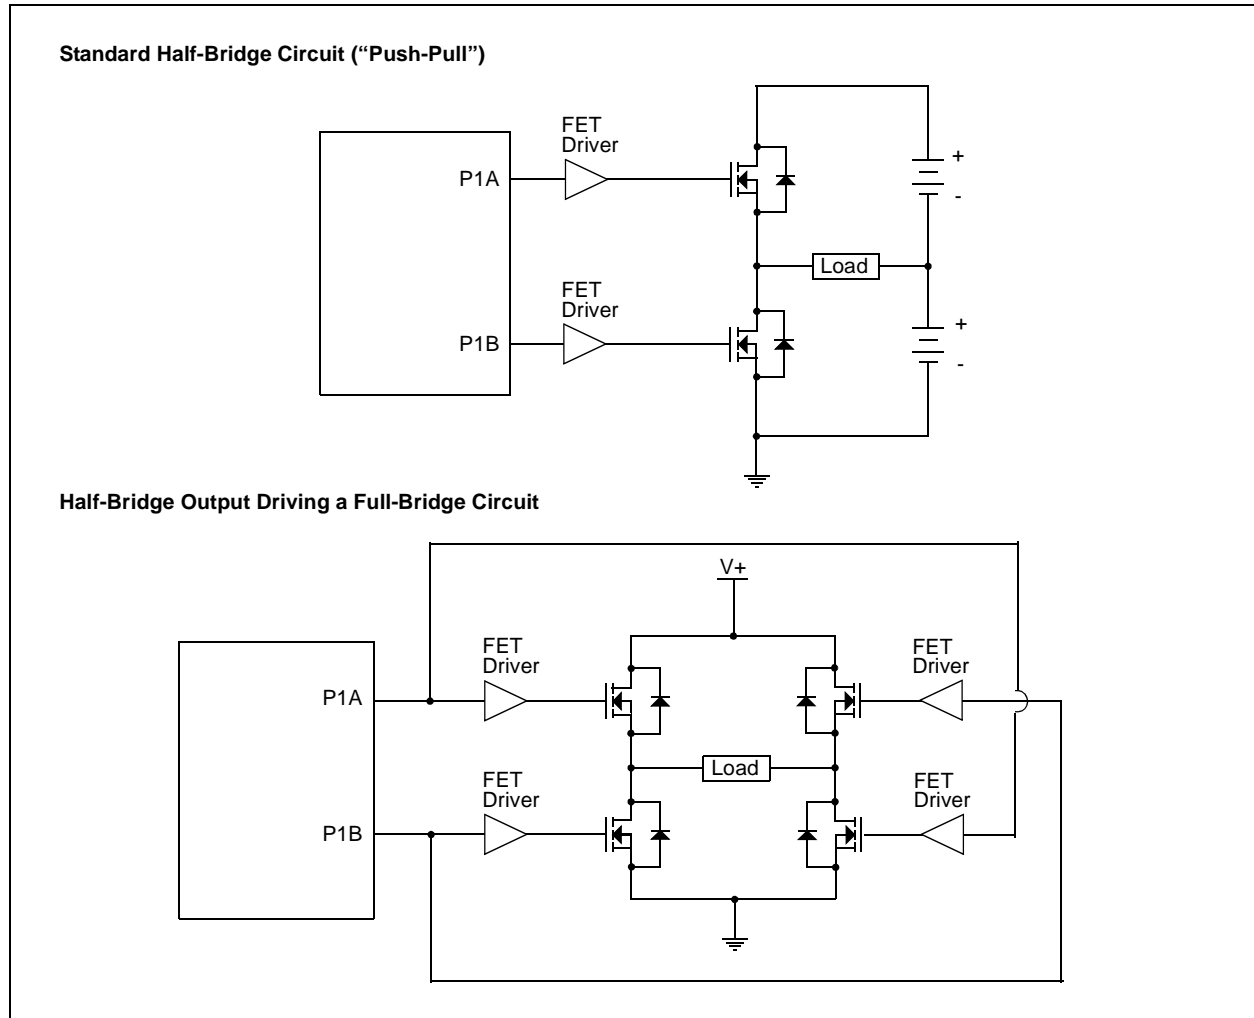 Standard Half-Bridge Circuit (“Push-Pull”)
FET
Driver
P1A
+
-
Load
FET
Driver
P1B
+
-
Half-Bridge Output Driving a Full-Bridge Circuit
V+
FET
Driver
FET
Driver
P1A
Load
FET
Driver
FET
Driver
P1B